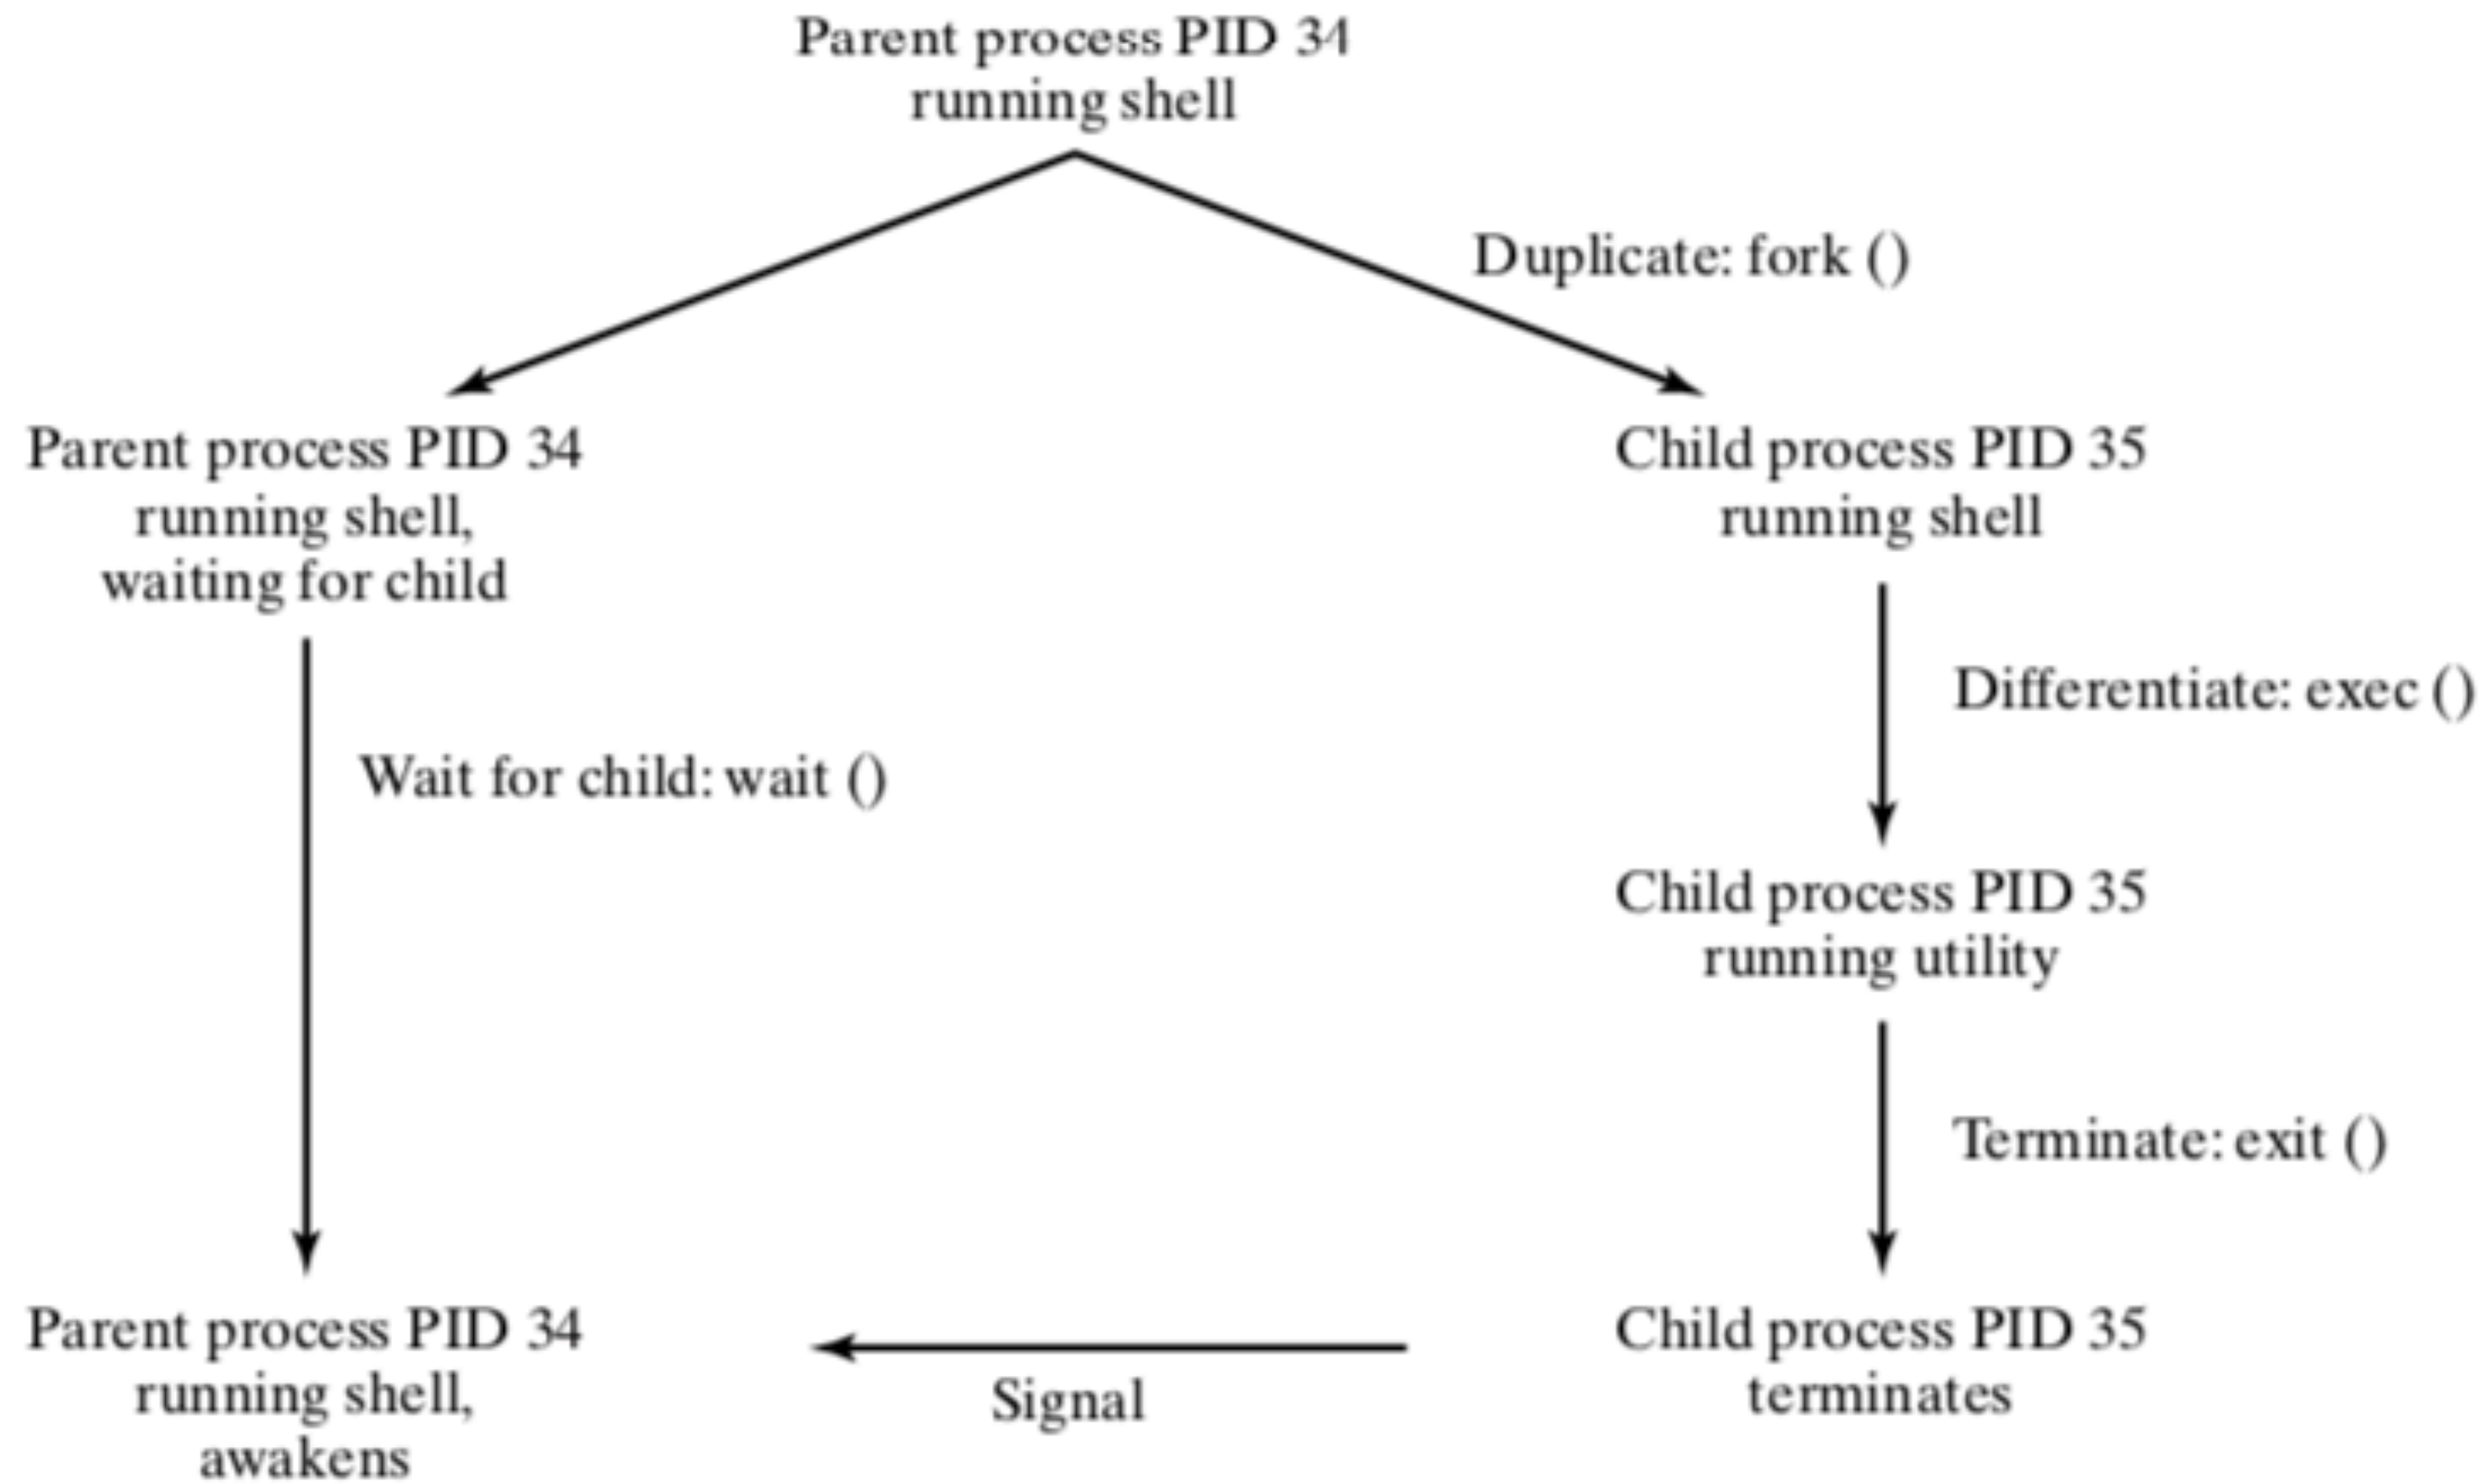 Parent process PID 34
running shell
Duplicate: fork ()
Parent process PID 34
running shell,
waiting for child
Child process PID 35
running shell
Differentiate: exec ()
Wait for child: wait ()
Child process PID 35
running utility
Terminate: exit ()
Parent process PID 34
running shell,
awakens
Signal
Child process PID 35
terminates